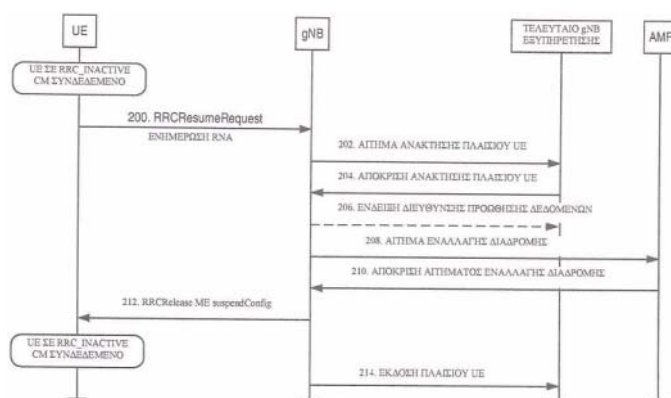 UE
gNB
ΤΕΛΕΥΤΑΙΟ gNB
ΕΞΥΠΗΡΕΤΗΣΗΣ
AMF
UE ΣΕ RRC_INACTIVE
CM ΣΥΝΔΕΔΕΜΕΝΟ
200. RRCResumeRequest
ΕΝΗΜΕΡΩΣΗ RNA
202. ΑΙΤΗΜΑ ΑΝΑΚΤΗΣΗΣ ΠΛΑΙΣΙΟΥ UE
204. ΑΠΟΚΡΙΣΗ ΑΝΑΚΤΗΣΗΣ ΠΛΑΙΣΙΟΥ UE
206. ΕΝΔΕΙΞΗ ΔΙΕΥΘΥΝΣΗΣ ΠΡΟΩΘΗΣΗΣ ΔΕΔΟΜΕΝΩΝ
208. ΑΙΤΗΜΑ ΕΝΑΛΛΑΓΗΣ ΔΙΑΔΡΟΜΗΣ
210. ΑΠΟΚΡΙΣΗ ΑΙΤΗΜΑΤΟΣ ΕΝΑΛΛΑΓΗΣ ΔΙΑΔΡΟΜΗΣ
212. RRCRelease ΜΕ suspendConfig
UE ΣΕ RRC_INACTIVE
CM ΣΥΝΔΕΔΕΜΕΝΟ
214. ΕΚΔΟΣΗ ΠΛΑΙΣΙΟΥ UE